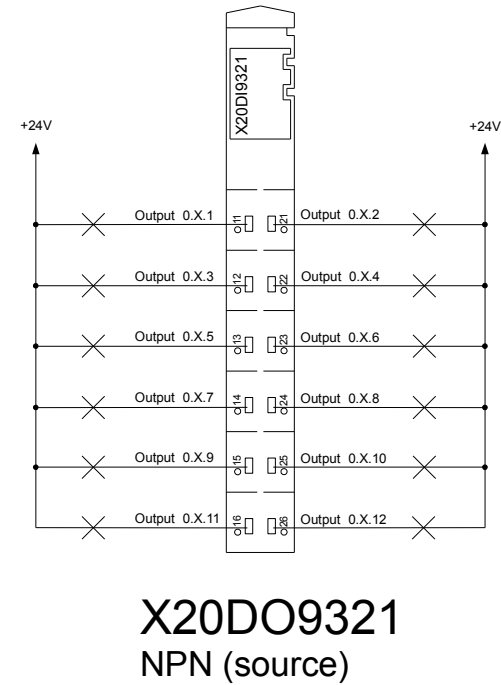 X20DI9321
+24V
+24V
Output 0.X.1 11 21 Output 0.X.2
Output 0.X.3 12 22 Output 0.X.4
Output 0.X.5 13 23 Output 0.X.6
Output 0.X.7 14 24 Output 0.X.8
Output 0.X.9 15 25 Output 0.X.10
Output 0.X.11 16 26 Output 0.X.12
X20DO9321
NPN (source)